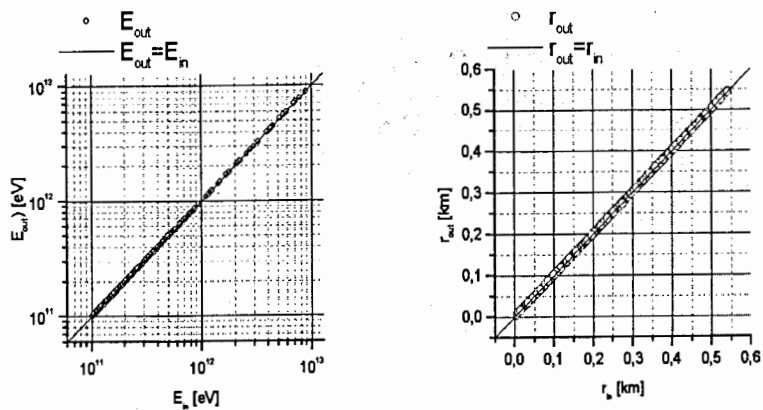 E_out
E_out=E_in
10^13
10^12
10^11
E_out) [eV]
10^11 10^12 10^13
E_in [eV]
r_out
r_out=r_in
0,6
0,5
0,4
0,3
0,2
0,1
0,0
r_out [km]
0,0 0,1 0,2 0,3 0,4 0,5 0,6
r_in [km]